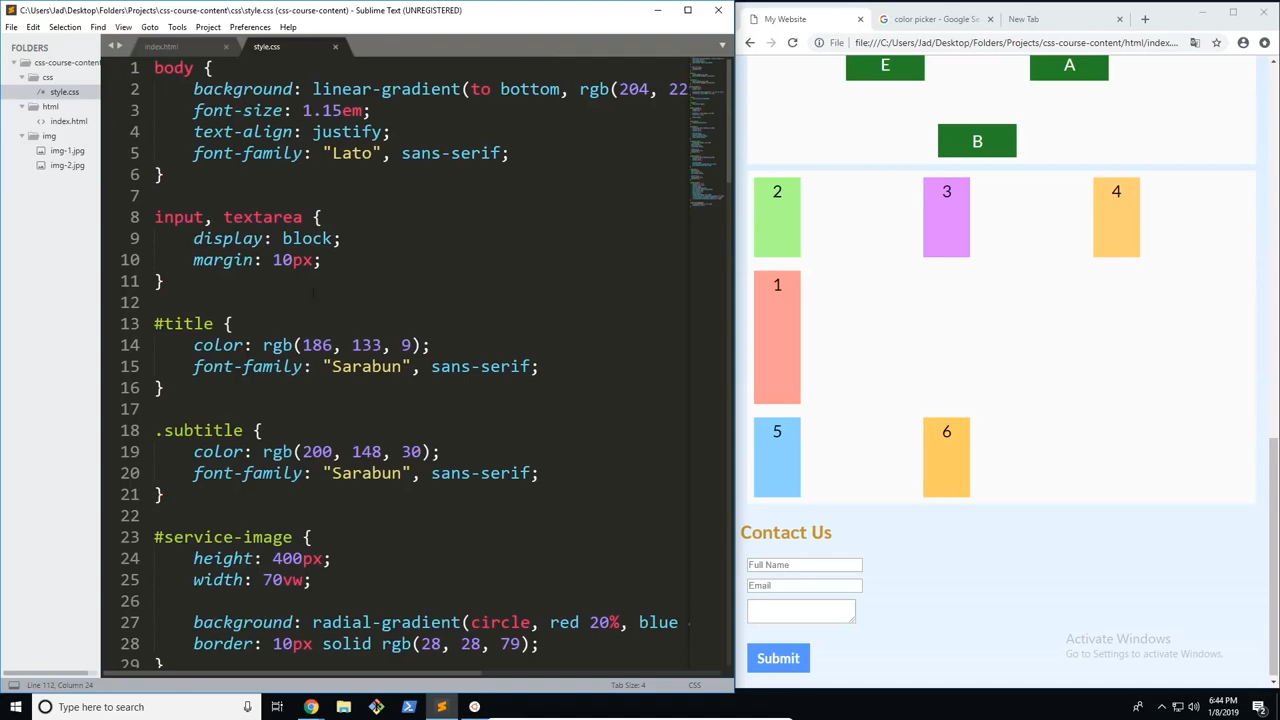 C:\Users\Jad\Desktop\Folders\Projects\css-course-content\css\style.css (css-course-content) - Sublime Text (UNREGISTERED)
File Edit Selection Find View Goto Tools Project Preferences Help
FOLDERS
css-course-content
css
/* style.css
html
index.html
img
img-1.jpg
img-2.jpg
index.html
style.css
1 body {
2 background: linear-gradient(to bottom, rgb(204, 22
3 font-size: 1.15em;
4 text-align: justify;
5 font-family: "Lato", sans-serif;
6 }
7
8 input, textarea {
9 display: block;
10 margin: 10px;
11 }
12
13 #title {
14 color: rgb(186, 133, 9);
15 font-family: "Sarabun", sans-serif;
16 }
17
18 .subtitle {
19 color: rgb(200, 148, 30);
20 font-family: "Sarabun", sans-serif;
21 }
22
23 #service-image {
24 height: 400px;
25 width: 70vw;
26
27 background: radial-gradient(circle, red 20%, blue
28 border: 10px solid rgb(28, 28, 79);
29 }
Line 112, Column 24
Tab Size: 4
CSS
My Website
color picker - Google Se
New Tab
File
file:///C:/Users/Jad/Desktop/Folders/Projects/css-course-content/html/index....
E
A
B
2
3
4
1
5
6
Contact Us
Full Name
Email
Submit
Activate Windows
Go to Settings to activate Windows.
Type here to search
6:44 PM
1/8/2019
2